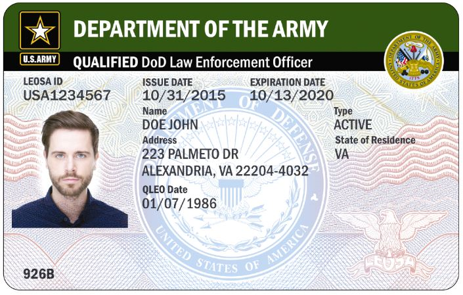 DEPARTMENT OF THE ARMY
U.S.ARMY
QUALIFIED DoD Law Enforcement Officer
LEOSA ID
USA1234567
ISSUE DATE
10/31/2015
EXPIRATION DATE
10/13/2020
Name
DOE JOHN
Type
ACTIVE
Address
223 PALMETO DR
ALEXANDRIA, VA 22204-4032
State of Residence
VA
QLEO Date
01/07/1986
DEPARTMENT OF DEFENSE
UNITED STATES OF AMERICA
LEOSA
926B